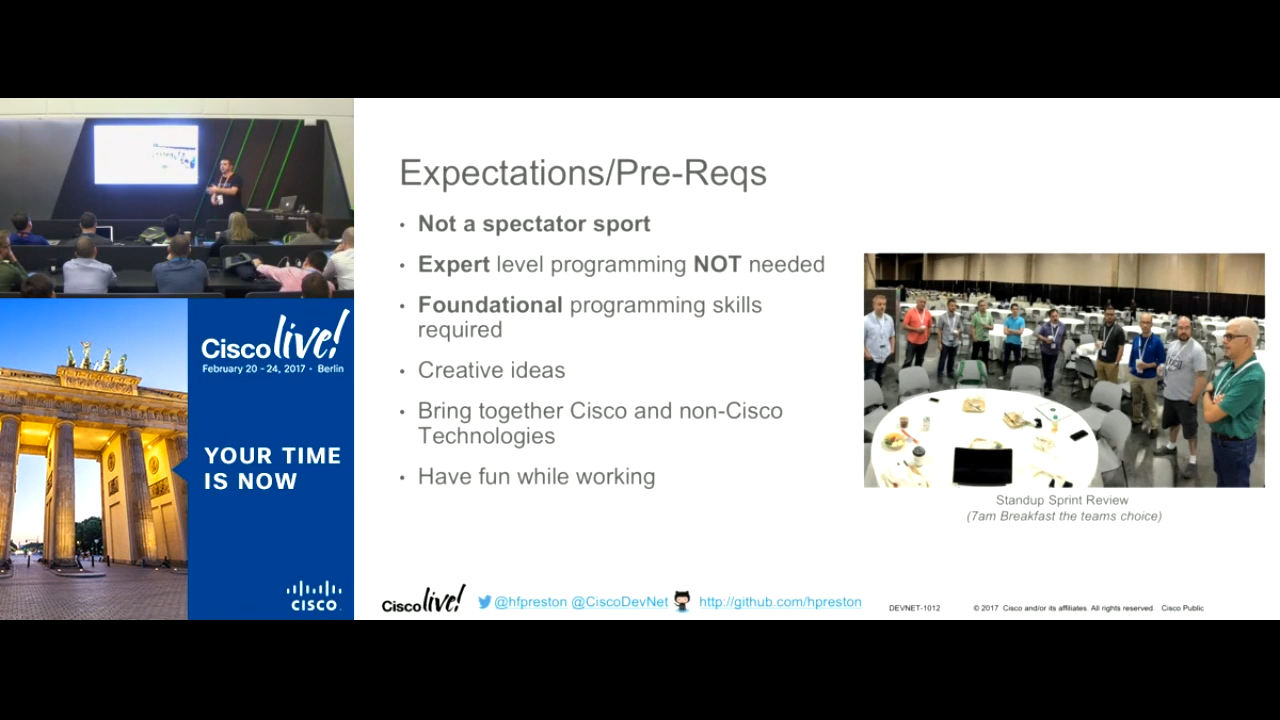 Cisco live!
February 20 - 24, 2017 • Berlin
YOUR TIME
IS NOW
CISCO
Expectations/Pre-Reqs
• Not a spectator sport
• Expert level programming NOT needed
• Foundational programming skills
required
• Creative ideas
• Bring together Cisco and non-Cisco
Technologies
• Have fun while working
Standup Sprint Review
(7am Breakfast the teams choice)
Cisco live!
@hfpreston @CiscoDevNet
http://github.com/hpreston
DEVNET-1012
© 2017 Cisco and/or its affiliates. All rights reserved. Cisco Public